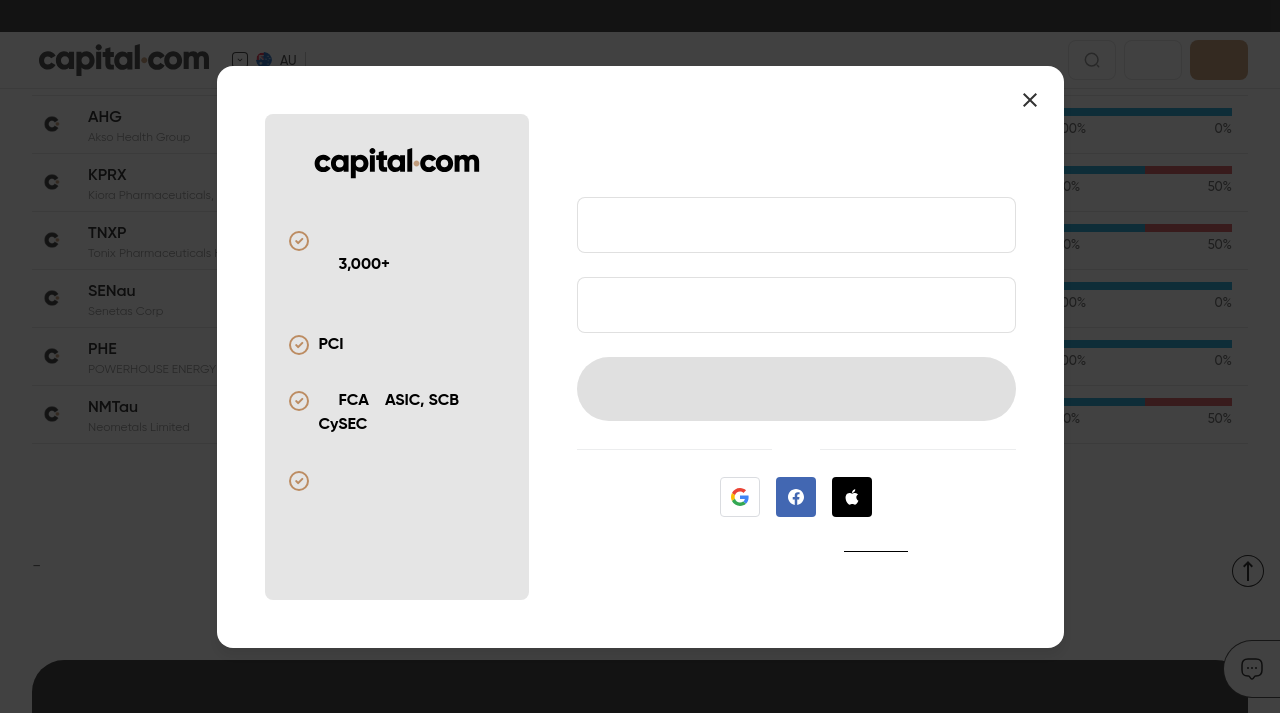 capital.com
AU
AHG
Akso Health Group
00%
0%
KPRX
Kiora Pharmaceuticals,
0%
50%
TNXP
Tonix Pharmaceuticals
0%
50%
SENau
Senetas Corp
00%
0%
PHE
POWERHOUSE ENERGY
00%
0%
NMTau
Neometals Limited
0%
50%
capital.com
3,000+
PCI
FCA ASIC, SCB
CySEC